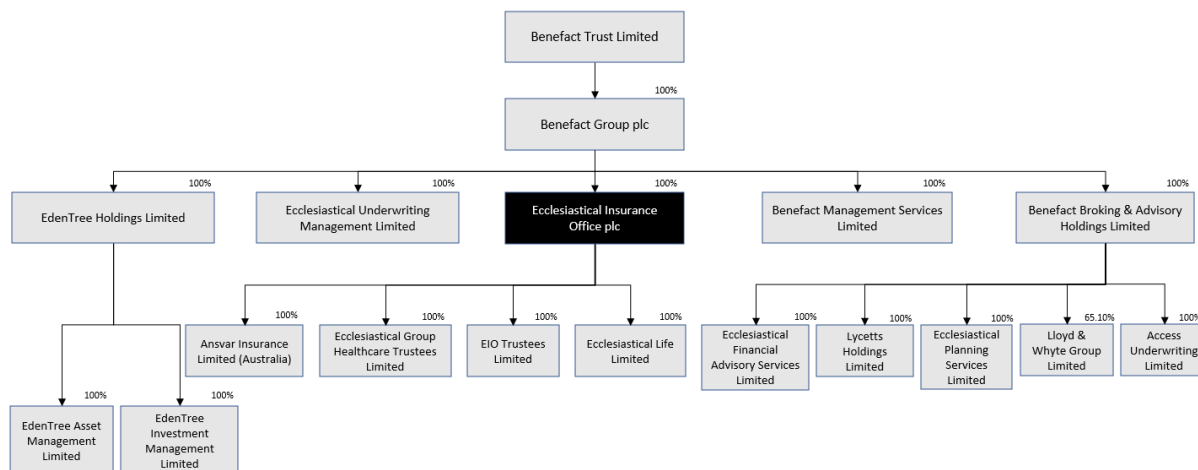 Benefact Trust Limited
100%
Benefact Group plc
100%
EdenTree Holdings Limited
100%
Ecclesiastical Underwriting
Management Limited
100%
Ecclesiastical Insurance
Office plc
100%
Benefact Management Services
Limited
100%
Benefact Broking & Advisory
Holdings Limited
100%
Ansvar Insurance
Limited (Australia)
100%
Ecclesiastical Group
Healthcare Trustees
Limited
100%
EIO Trustees
Limited
100%
Ecclesiastical Life
Limited
100%
Ecclesiastical
Financial
Advisory Services
Limited
100%
Lycetts
Holdings
Limited
100%
Ecclesiastical
Planning
Services
Limited
65.10%
Lloyd &
Whyte Group
Limited
100%
Access
Underwriting
Limited
100%
EdenTree Asset
Management
Limited
100%
EdenTree
Investment
Management
Limited